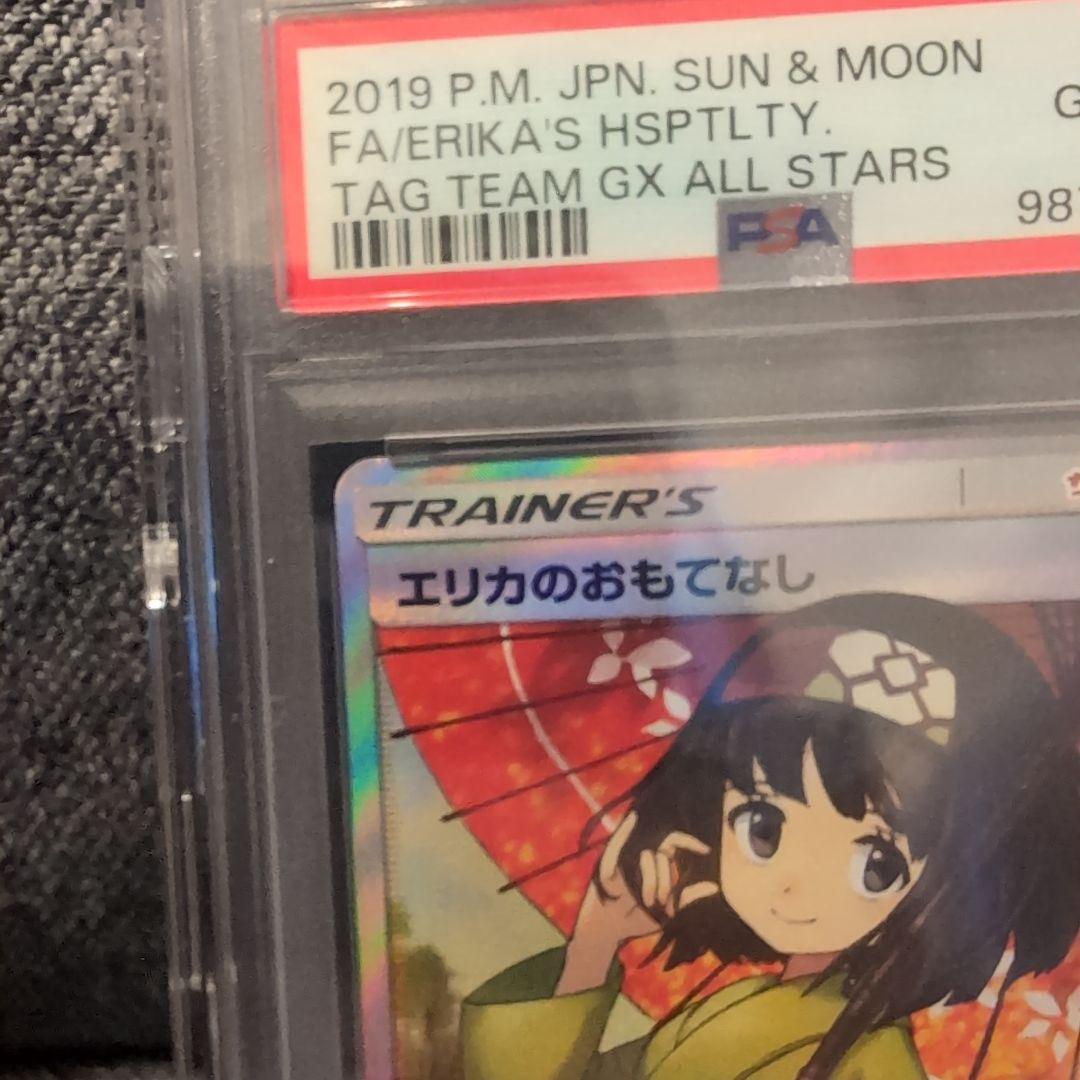 2019 P.M. JPN. SUN & MOON
FA/ERIKA'S HSPTLTY.
TAG TEAM GX ALL STARS
PSA
TRAINER'S
エリカのおもてなし